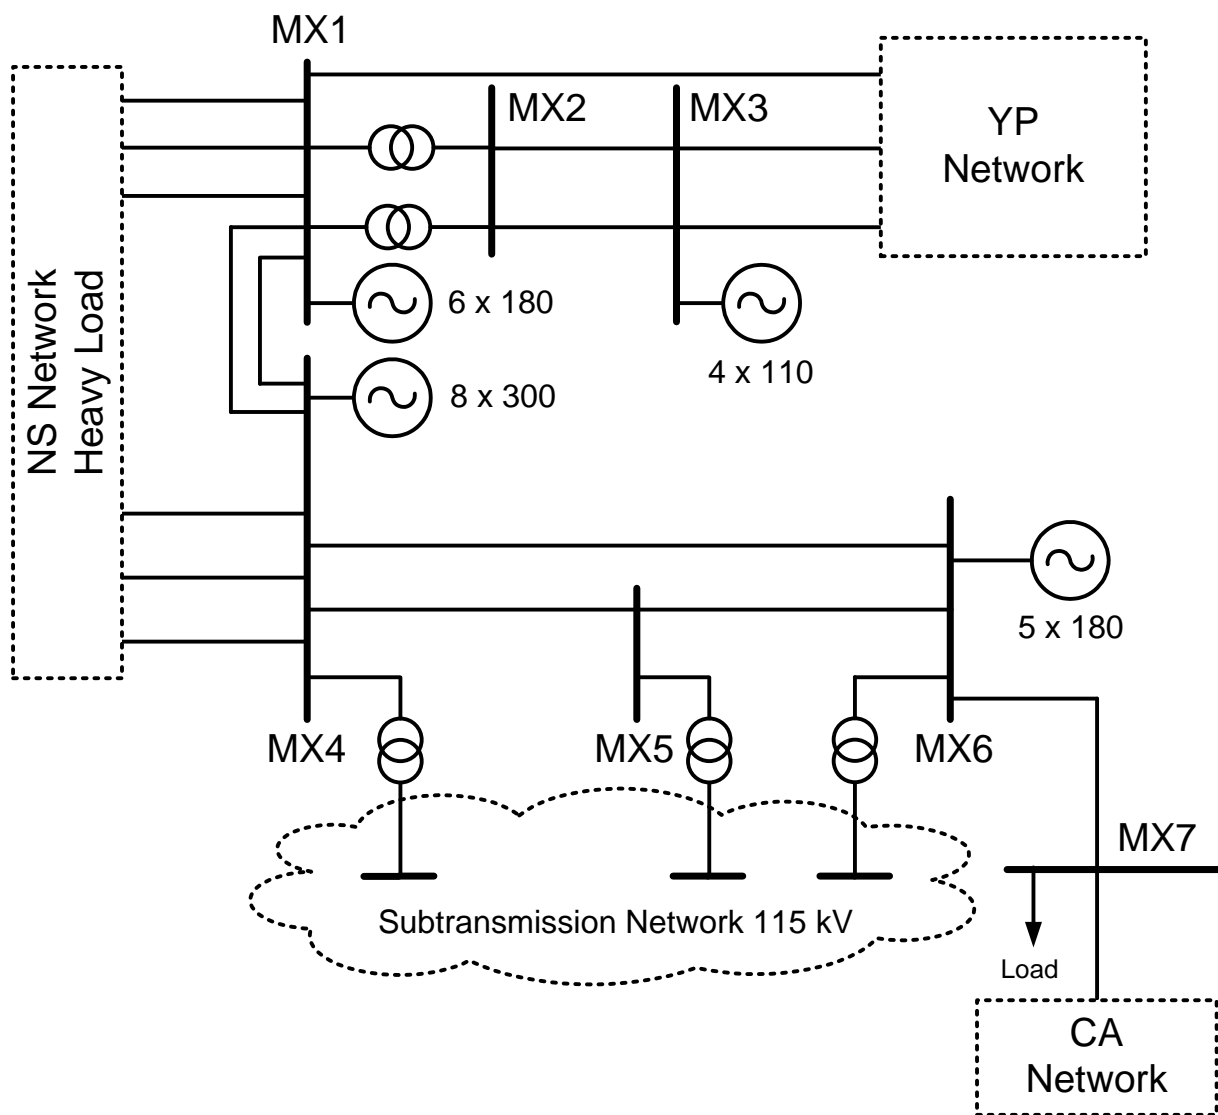 MX1
MX2
MX3
YP
Network
NS Network
Heavy Load
6 x 180
4 x 110
8 x 300
5 x 180
MX4
MX5
MX6
MX7
Subtransmission Network 115 kV
Load
CA
Network